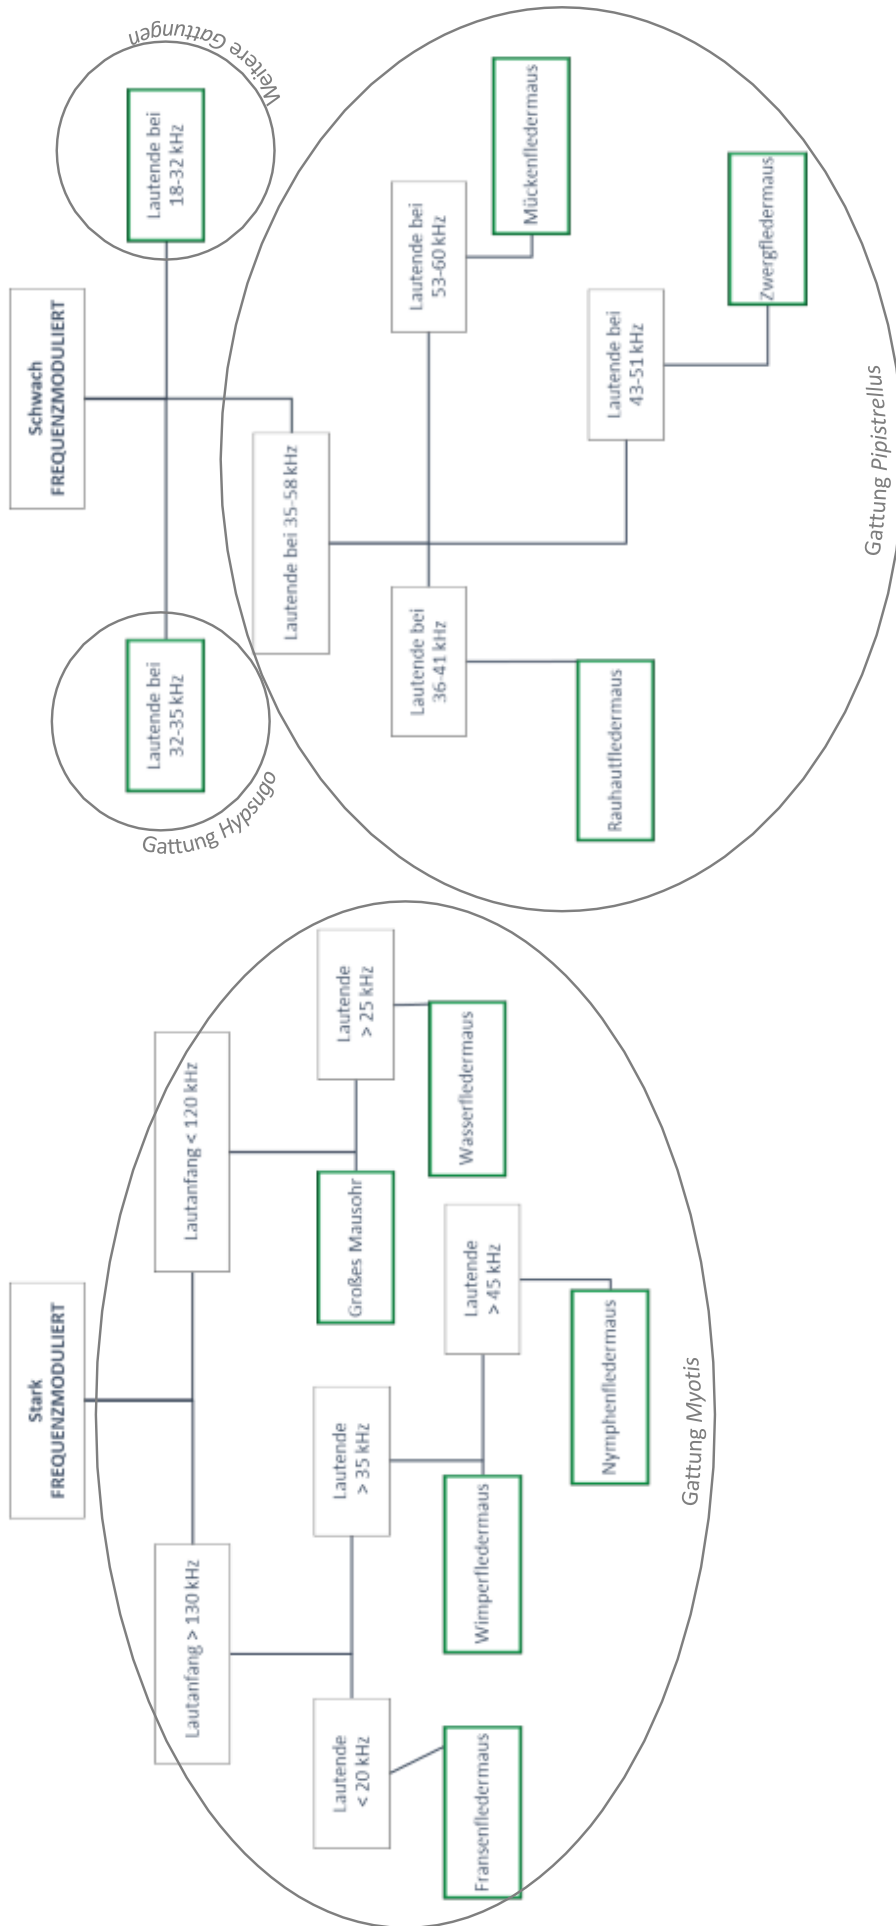 Stark
FREQUENZMODULIERT
Lautanfang > 130 kHz
Lautanfang < 120 kHz
Lautende
< 20 kHz
Lautende
> 35 kHz
Großes Mausohr
Lautende
> 25 kHz
Fransenfledermaus
Wimperfledermaus
Lautende
> 45 kHz
Wasserfledermaus
Nymphenfledermaus
Gattung Myotis
Schwach
FREQUENZMODULIERT
Lautende bei
32-35 kHz
Gattung Hypsugo
Lautende bei
18-32 kHz
Weitere Gattungen
Lautende bei 35-58 kHz
Lautende bei
36-41 kHz
Lautende bei
53-60 kHz
Rauhautfledermaus
Lautende bei
43-51 kHz
Mückenfledermaus
Zwergfledermaus
Gattung Pipistrellus